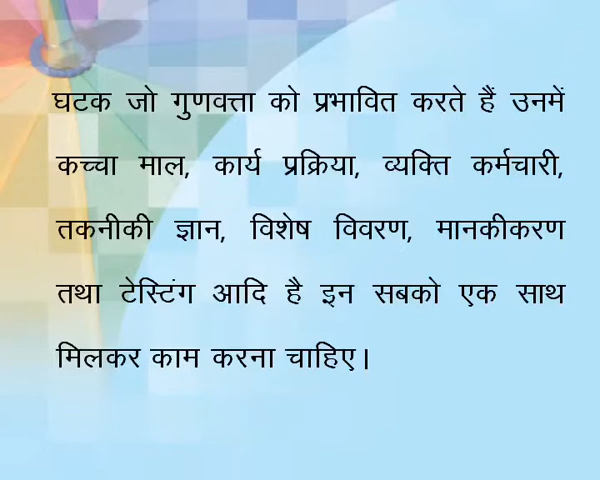 घटक जो गुणवत्ता को प्रभावित करते हैं उनमें
कच्चा माल, कार्य प्रक्रिया, व्यक्ति कर्मचारी,
तकनीकी ज्ञान, विशेष विवरण, मानकीकरण
तथा टेस्टिंग आदि है इन सबको एक साथ
मिलकर काम करना चाहिए।